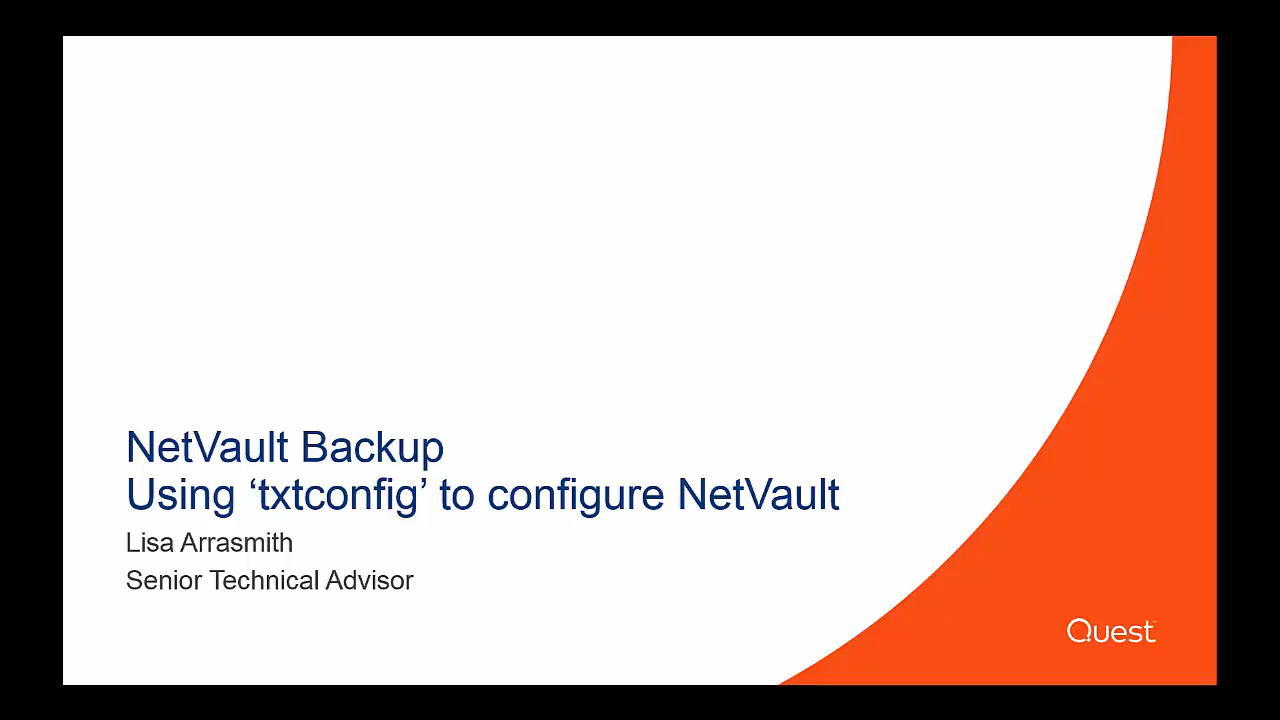 NetVault Backup
Using ‘txtconfig’ to configure NetVault
Lisa Arrasmith
Senior Technical Advisor
Quest